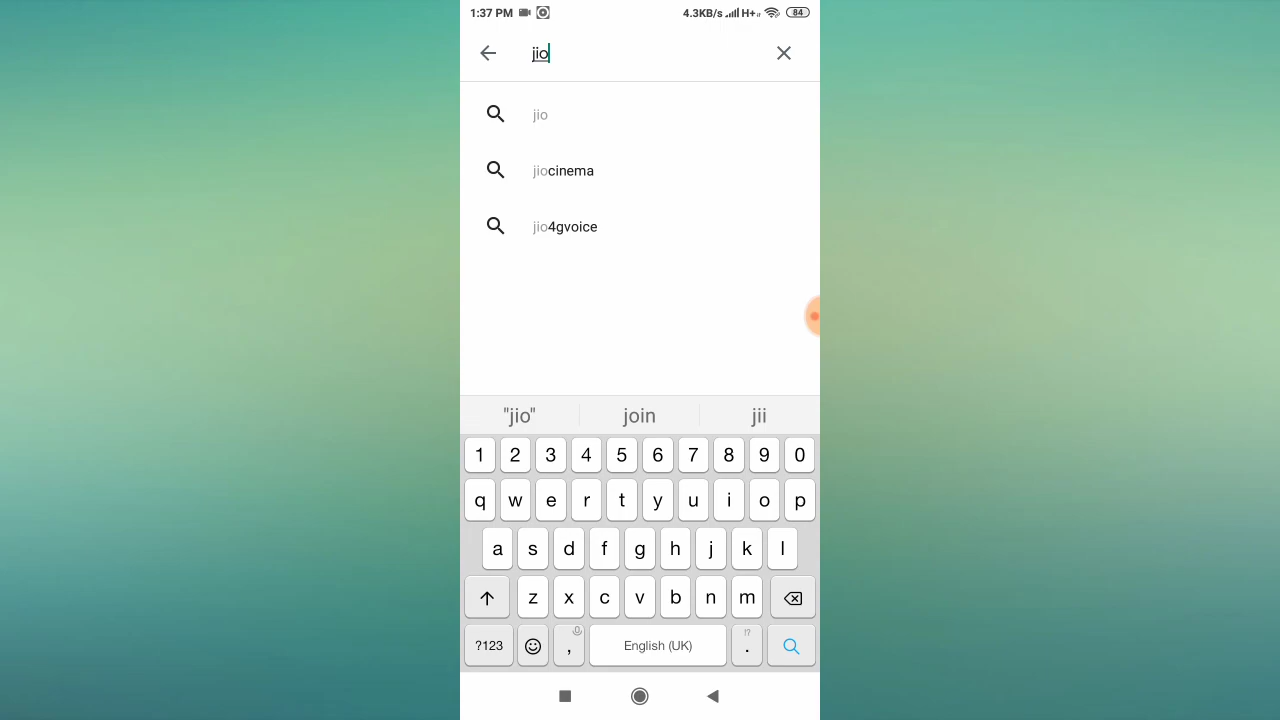 1:37 PM 4.3KB/s H+ 84
jio
jio
jiocinema
jio4gvoice
"jio" join jii
1 2 3 4 5 6 7 8 9 0
q w e r t y u i o p
a s d f g h j k l
z x c v b n m
?123 , English (UK) !? .